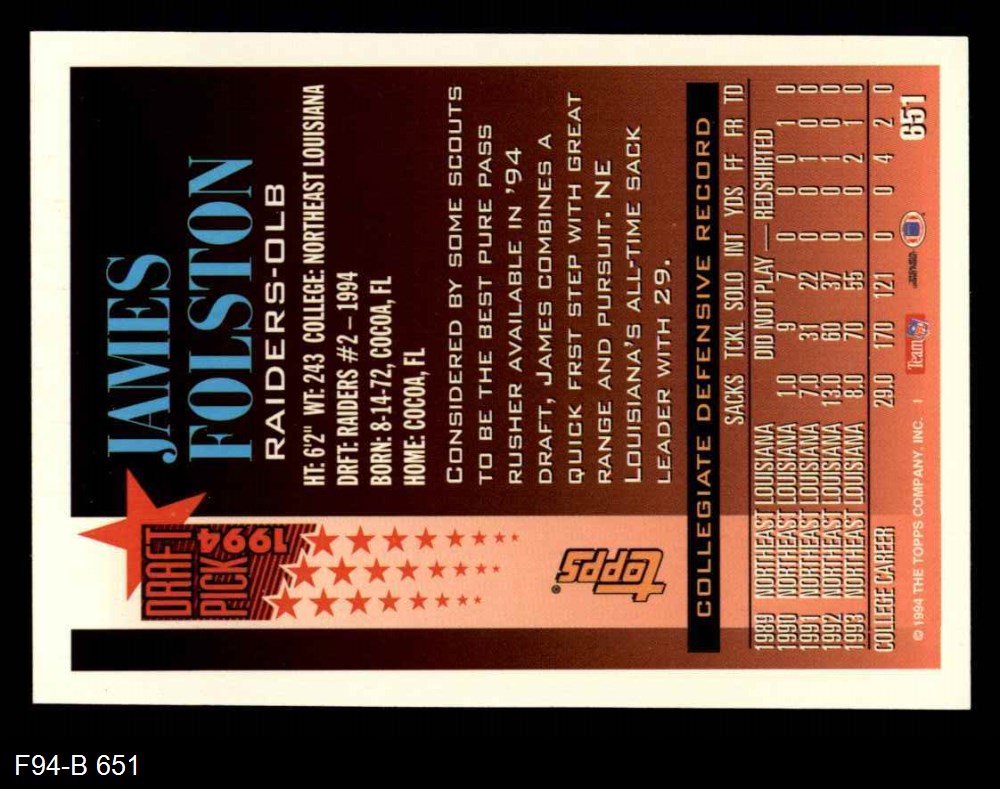 JAMES
FOLSTON
RAIDERS-OLB
HT: 6'2" WT: 243 COLLEGE: NORTHEAST LOUISIANA
DRFT: RAIDERS #2 – 1994
BORN: 8-14-72, COCOA, FL
HOME: COCOA, FL
CONSIDERED BY SOME SCOUTS
TO BE THE BEST PURE PASS
RUSHER AVAILABLE IN '94
DRAFT, JAMES COMBINES A
QUICK FRST STEP WITH GREAT
RANGE AND PURSUIT. NE
LOUISIANA'S ALL-TIME SACK
LEADER WITH 29.
DRAFT
PICK
1994
TOPPS®
COLLEGIATE DEFENSIVE RECORD
SACKS TCKL SOLO INT YDS FF FR TD
1989 NORTHEAST LOUISIANA DID NOT PLAY — REDSHIRTED
1990 NORTHEAST LOUISIANA 1.0 9 7 0 0 0 1 0
1991 NORTHEAST LOUISIANA 7.0 31 22 0 0 1 0 0
1992 NORTHEAST LOUISIANA 13.0 60 37 0 0 1 0 0
1993 NORTHEAST LOUISIANA 8.0 70 55 0 0 2 1 0
COLLEGE CAREER 29.0 170 121 0 0 4 2 0
© 1994 THE TOPPS COMPANY, INC. Team NFL 651
F94-B 651